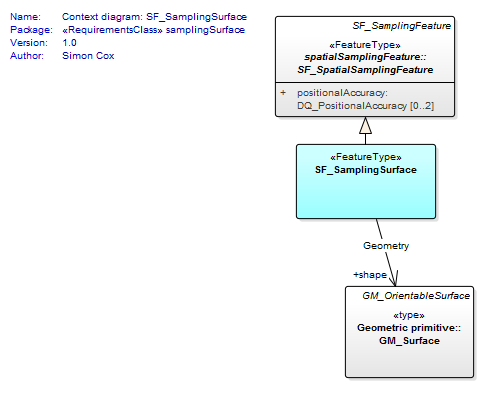 Name: Context diagram: SF_SamplingSurface
Package: «RequirementsClass» samplingSurface
Version: 1.0
Author: Simon Cox
SF_SamplingFeature
«FeatureType»
spatialSamplingFeature::
SF_SpatialSamplingFeature
+ positionalAccuracy:
DQ_PositionalAccuracy [0..2]
«FeatureType»
SF_SamplingSurface
Geometry
+shape
GM_OrientableSurface
«type»
Geometric primitive::
GM_Surface